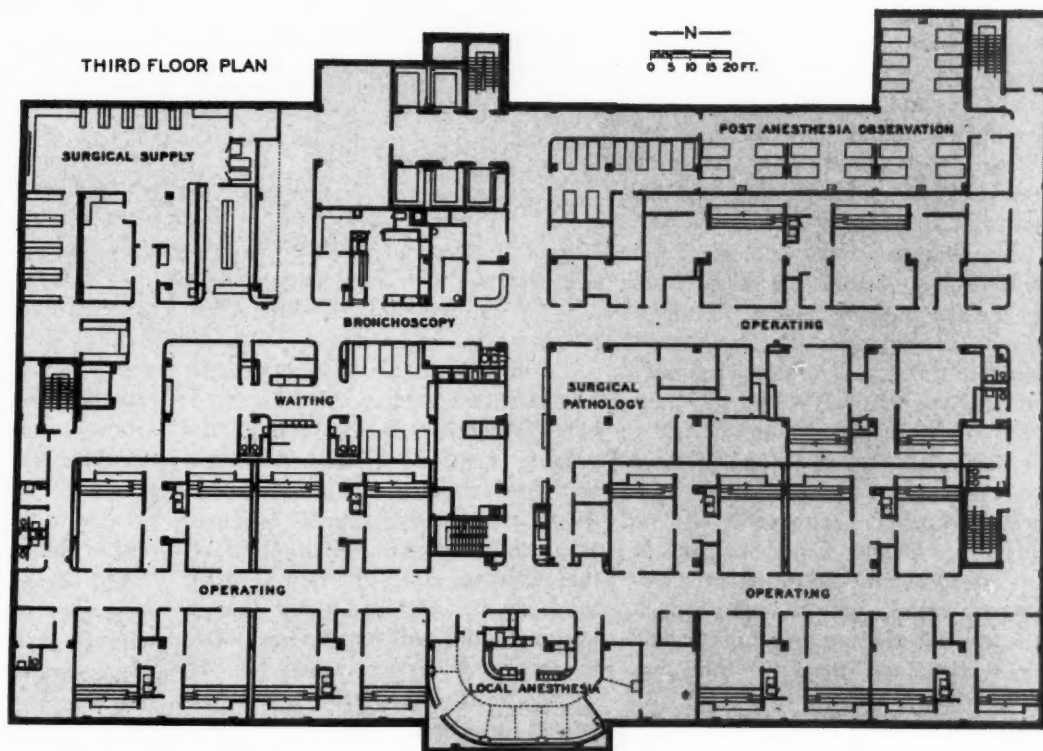 THIRD FLOOR PLAN
N
0 5 10 15 20 FT.
SURGICAL SUPPLY
POST ANESTHESIA OBSERVATION
BRONCHOSCOPY
OPERATING
WAITING
SURGICAL
PATHOLOGY
OPERATING
OPERATING
LOCAL ANESTHESIA